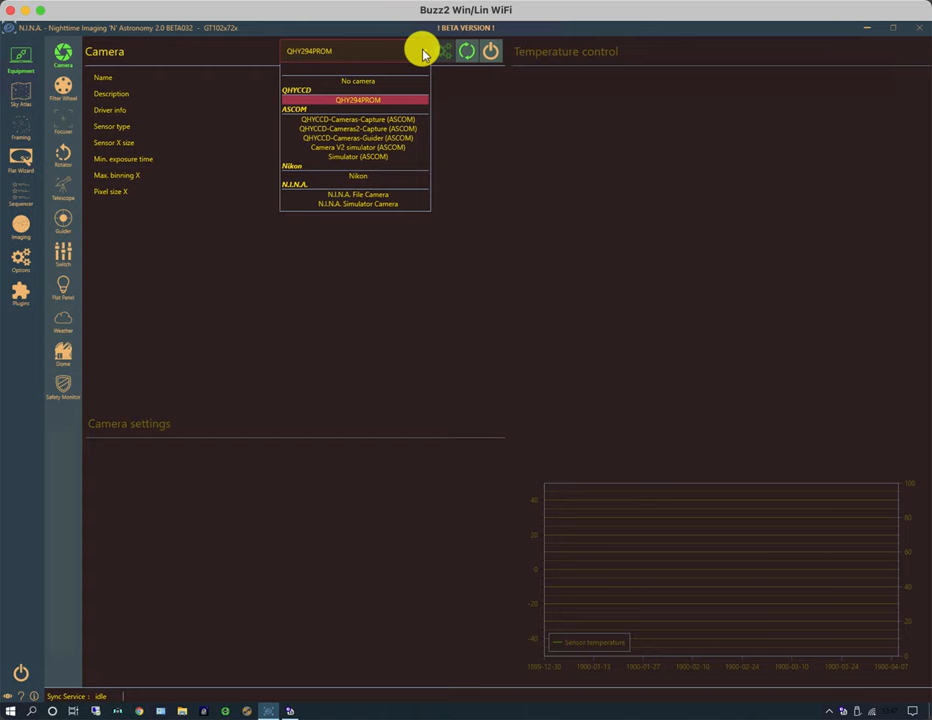 Buzz2 Win/Lin WiFi
N.I.N.A. - Nighttime Imaging 'N' Astronomy 2.0 BETA032 - GT102x72x
! BETA VERSION !
Equipment
Sky Atlas
Framing
Flat Wizard
Sequencer
Imaging
Options
Plugins
Camera
Filter Wheel
Focuser
Rotator
Telescope
Guider
Switch
Flat Panel
Weather
Dome
Safety Monitor
Camera
QHY294PROM
Name
Description
Driver info
Sensor type
Sensor X size
Min. exposure time
Max. binning X
Pixel size X
No camera
QHYCCD
QHY294PROM
ASCOM
QHYCCD-Cameras-Capture (ASCOM)
QHYCCD-Cameras2-Capture (ASCOM)
QHYCCD-Cameras-Guider (ASCOM)
Camera V2 simulator (ASCOM)
Simulator (ASCOM)
Nikon
Nikon
N.I.N.A.
N.I.N.A. File Camera
N.I.N.A. Simulator Camera
Temperature control
Camera settings
40
20
0
-20
-40
100
80
60
40
20
0
Sensor temperature
1899-12-30
1900-01-13
1900-01-27
1900-02-10
1900-02-24
1900-03-10
1900-03-24
1900-04-07
Sync Service : idle